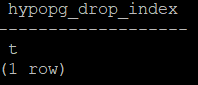 hypopg_drop_index
-------------------
t
(1 row)